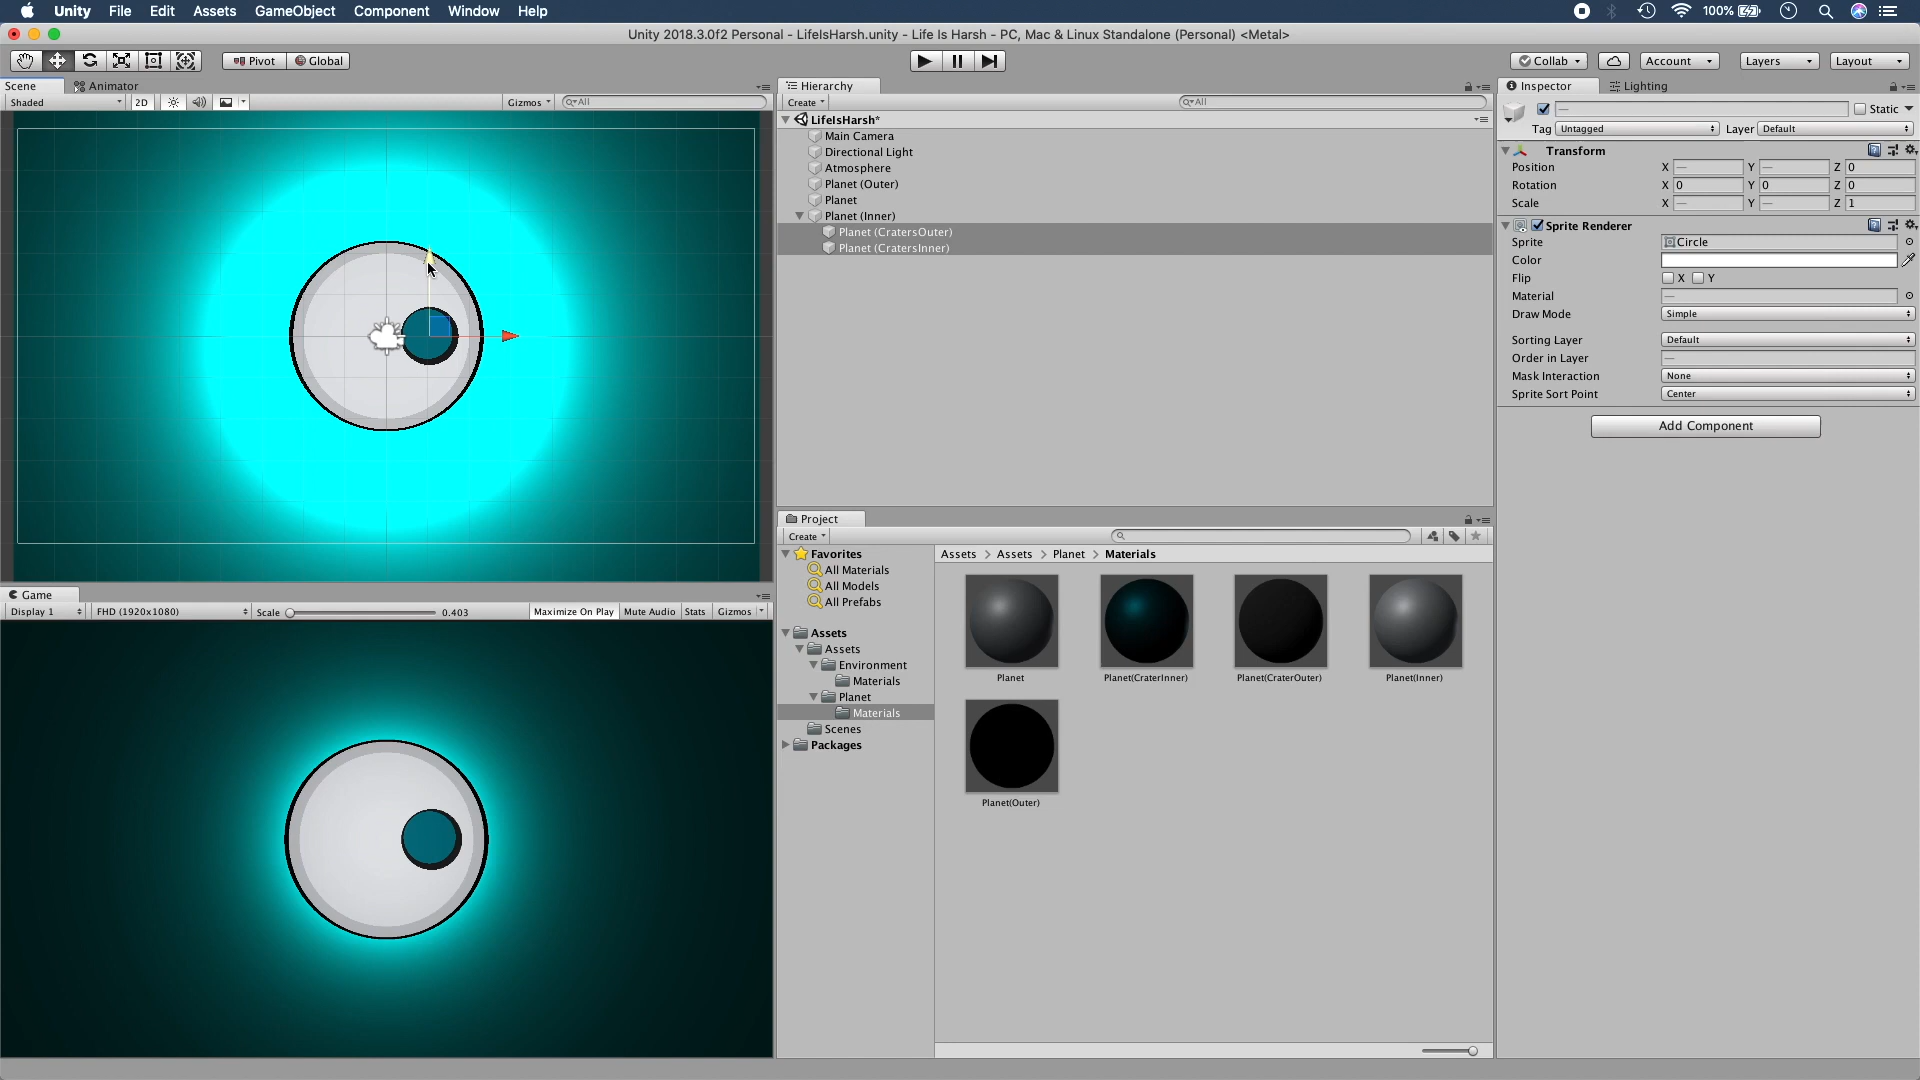 Unity File Edit Assets GameObject Component Window Help 100%
Unity 2018.3.0f2 Personal - LifeIsHarsh.unity - Life Is Harsh - PC, Mac & Linux Standalone (Personal) <Metal>
Pivot Global Collab Account Layers Layout
Scene Animator
Shaded 2D Gizmos All
Hierarchy
Create All
LifeIsHarsh*
Main Camera
Directional Light
Atmosphere
Planet (Outer)
Planet
Planet (Inner)
Planet (CratersOuter)
Planet (CratersInner)
Inspector Lighting
— Static
Tag Untagged Layer Default
Transform
Position X — Y — Z 0
Rotation X 0 Y 0 Z 0
Scale X — Y — Z 1
Sprite Renderer
Sprite Circle
Color
Flip X Y
Material —
Draw Mode Simple
Sorting Layer Default
Order in Layer —
Mask Interaction None
Sprite Sort Point Center
Add Component
Game
Display 1 FHD (1920x1080) Scale 0.403 Maximize On Play Mute Audio Stats Gizmos
Project
Create
Favorites
All Materials
All Models
All Prefabs
Assets
Assets
Environment
Materials
Planet
Materials
Scenes
Packages
Assets > Assets > Planet > Materials
Planet Planet(CraterInner) Planet(CraterOuter) Planet(Inner)
Planet(Outer)